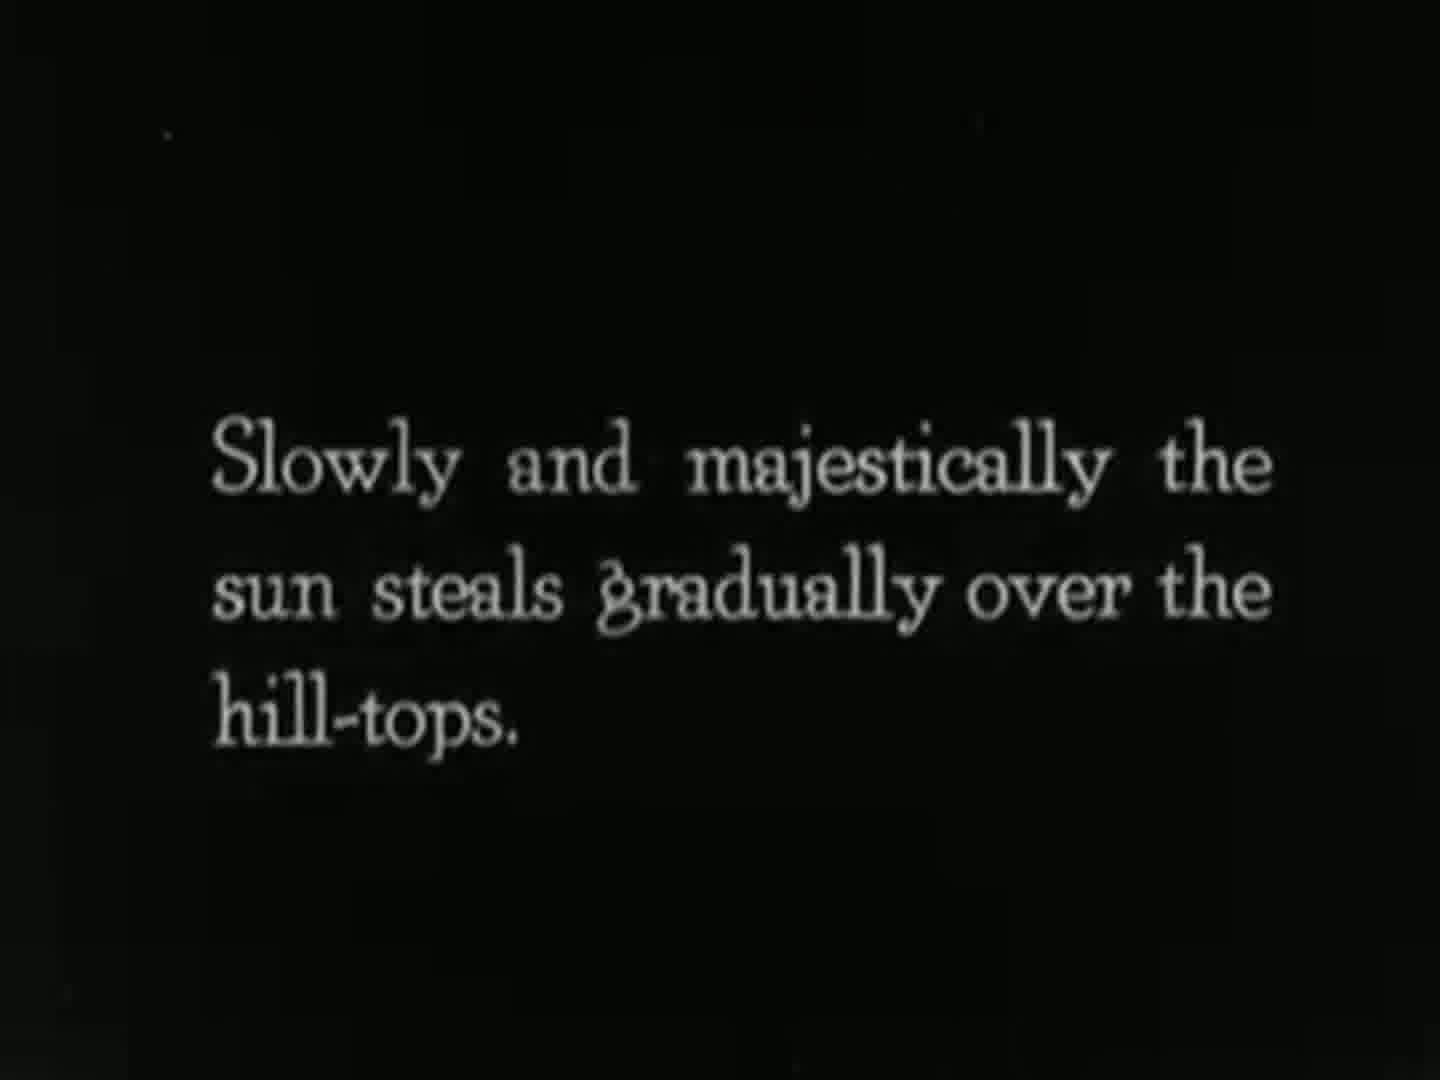 Slowly and majestically the
sun steals gradually over the
hill-tops.